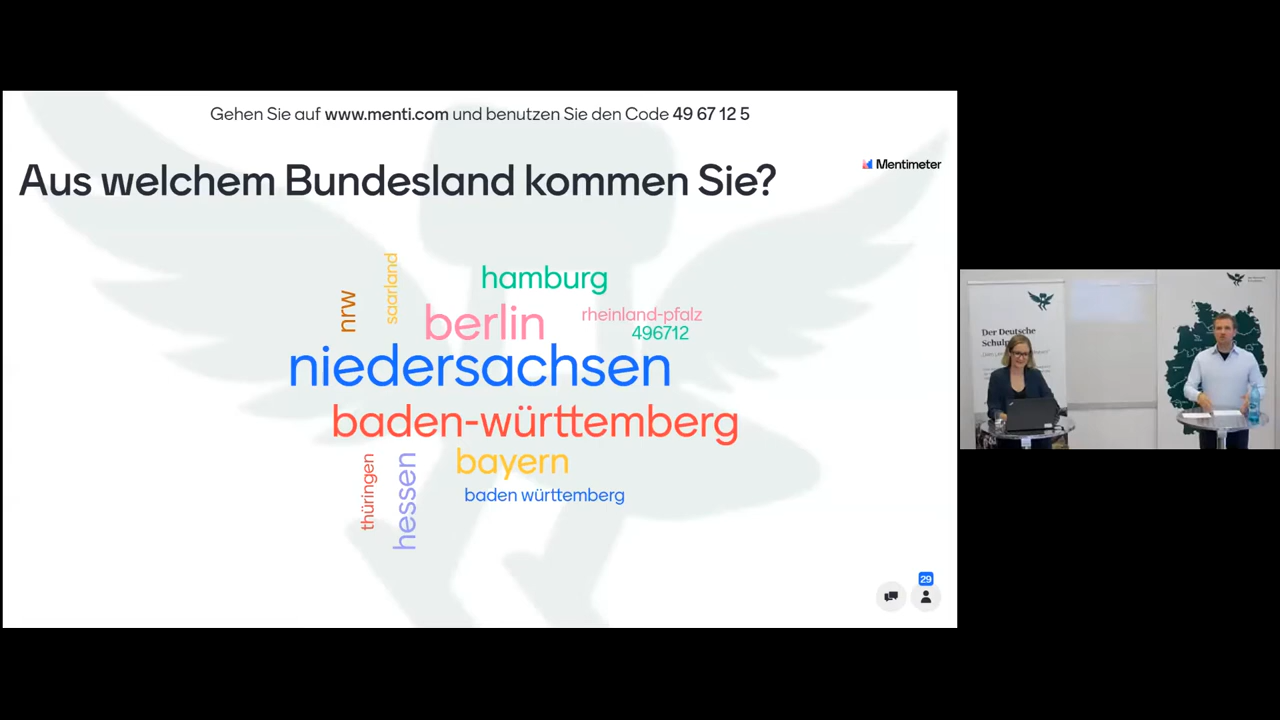 Gehen Sie auf www.menti.com und benutzen Sie den Code 49 67 12 5
Mentimeter
Aus welchem Bundesland kommen Sie?
saarland
hamburg
nrw
berlin
rheinland-pfalz
496712
niedersachsen
baden-württemberg
thüringen
hessen
bayern
baden württemberg
29
Der Deutsche